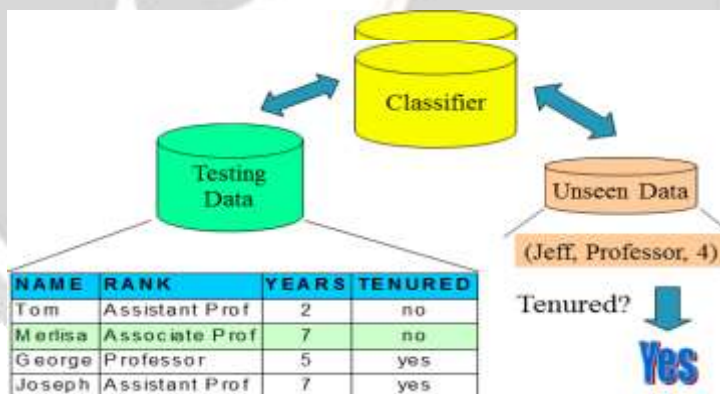 Classifier
Testing
Data
Unseen Data
(Jeff, Professor, 4)
NAME RANK YEARS TENURED
Tom Assistant Prof 2 no
Merlisa Associate Prof 7 no
George Professor 5 yes
Joseph Assistant Prof 7 yes
Tenured?
Yes